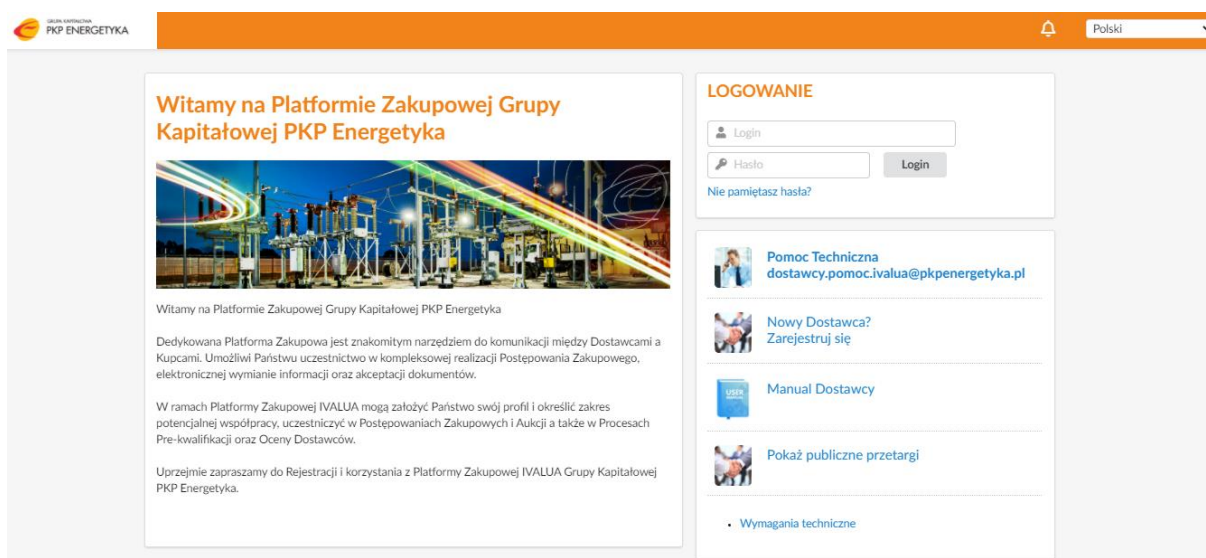 GRUPA KAPITAŁOWA
PKP ENERGETYKA
Polski
Witamy na Platformie Zakupowej Grupy
Kapitałowej PKP Energetyka
Witamy na Platformie Zakupowej Grupy Kapitałowej PKP Energetyka
Dedykowana Platforma Zakupowa jest znakomitym narzędziem do komunikacji między Dostawcami a
Kupcami. Umożliwi Państwu uczestnictwo w kompleksowej realizacji Postępowania Zakupowego,
elektronicznej wymianie informacji oraz akceptacji dokumentów.
W ramach Platformy Zakupowej IVALUA mogą założyć Państwo swój profil i określić zakres
potencjalnej współpracy, uczestniczyć w Postępowaniach Zakupowych i Aukcji a także w Procesach
Pre-kwalifikacji oraz Oceny Dostawców.
Uprzejmie zapraszamy do Rejestracji i korzystania z Platformy Zakupowej IVALUA Grupy Kapitałowej
PKP Energetyka.
LOGOWANIE
Login
Hasło
Login
Nie pamiętasz hasła?
Pomoc Techniczna
dostawcy.pomoc.ivalua@pkpenergetyka.pl
Nowy Dostawca?
Zarejestruj się
USER
Manual Dostawcy
Pokaż publiczne przetargi
Wymagania techniczne